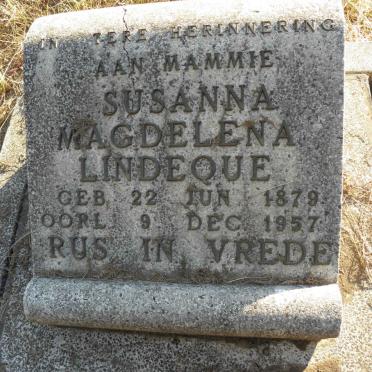 IN TERE HERINNERING
AAN MAMMIE
SUSANNA
MAGDELENA
LINDEQUE
GEB. 22 JUN 1879
OORL. 9 DEC. 1957
RUS IN VREDE